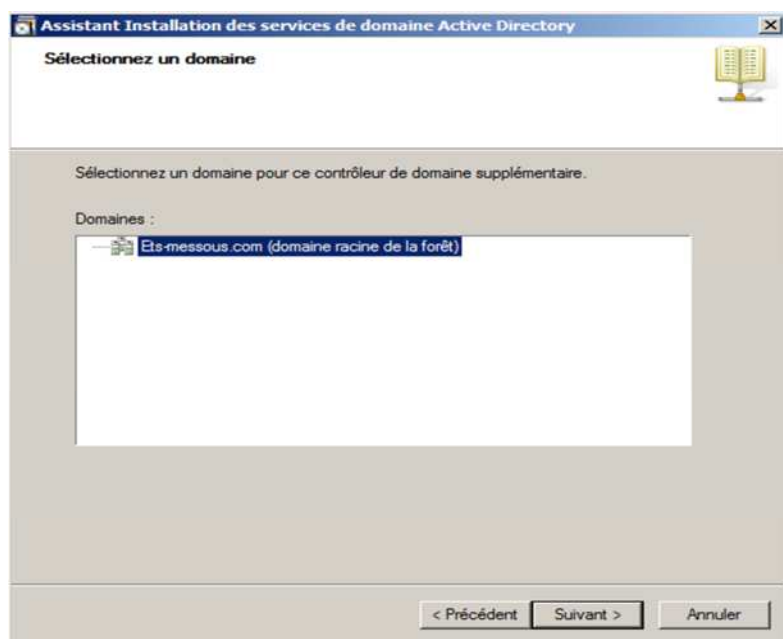 Assistant Installation des services de domaine Active Directory
Sélectionnez un domaine
Sélectionnez un domaine pour ce contrôleur de domaine supplémentaire.
Domaines :
Ets-messous.com (domaine racine de la forêt)
< Précédent Suivant > Annuler